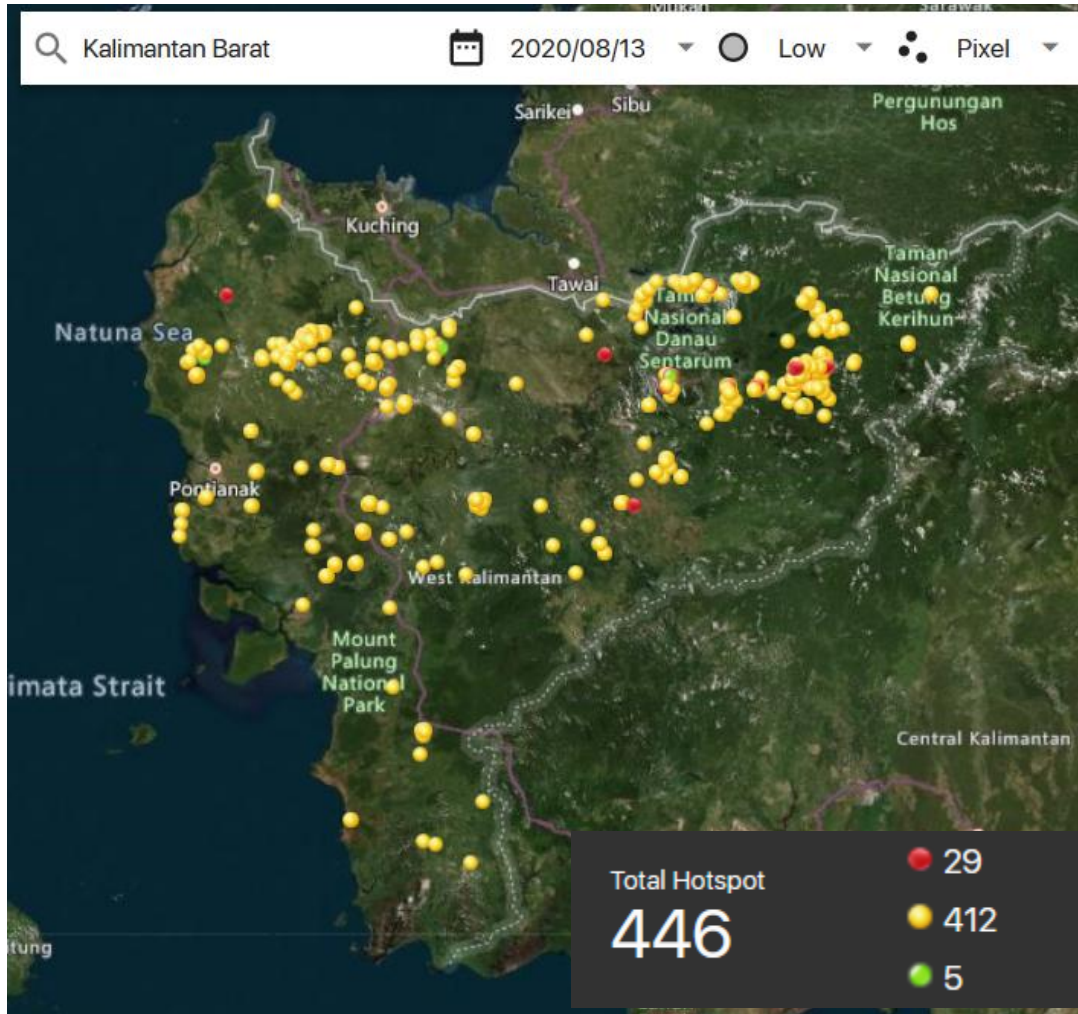 Kalimantan Barat 2020/08/13 Low Pixel
Sarikei
Sibu
Pergunungan
Hos
Kuching
Tawai
Taman
Nasional
Betung
Kerihun
Natuna Sea
Taman
Nasional
Danau
Sentarum
Pontianak
West Kalimantan
Mount
Palung
National
Park
imata Strait
Central Kalimantan
Total Hotspot
446
29
412
5
itung